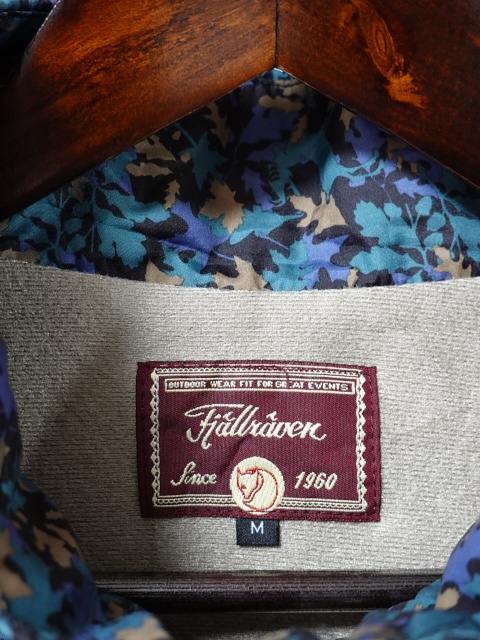 OUTDOOR WEAR FIT FOR GREAT EVENTS
Fjällräven
Since 1960
M